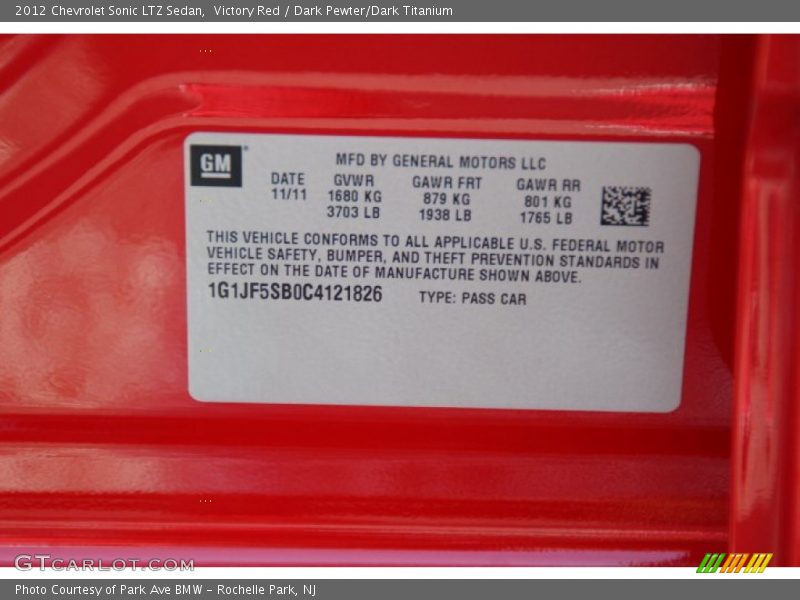 2012 Chevrolet Sonic LTZ Sedan, Victory Red / Dark Pewter/Dark Titanium
GM
MFD BY GENERAL MOTORS LLC
DATE GVWR GAWR FRT GAWR RR
11/11 1680 KG 879 KG 801 KG
3703 LB 1938 LB 1765 LB
THIS VEHICLE CONFORMS TO ALL APPLICABLE U.S. FEDERAL MOTOR
VEHICLE SAFETY, BUMPER, AND THEFT PREVENTION STANDARDS IN
EFFECT ON THE DATE OF MANUFACTURE SHOWN ABOVE.
1G1JF5SB0C4121826 TYPE: PASS CAR
GTcarlot.com
Photo Courtesy of Park Ave BMW - Rochelle Park, NJ